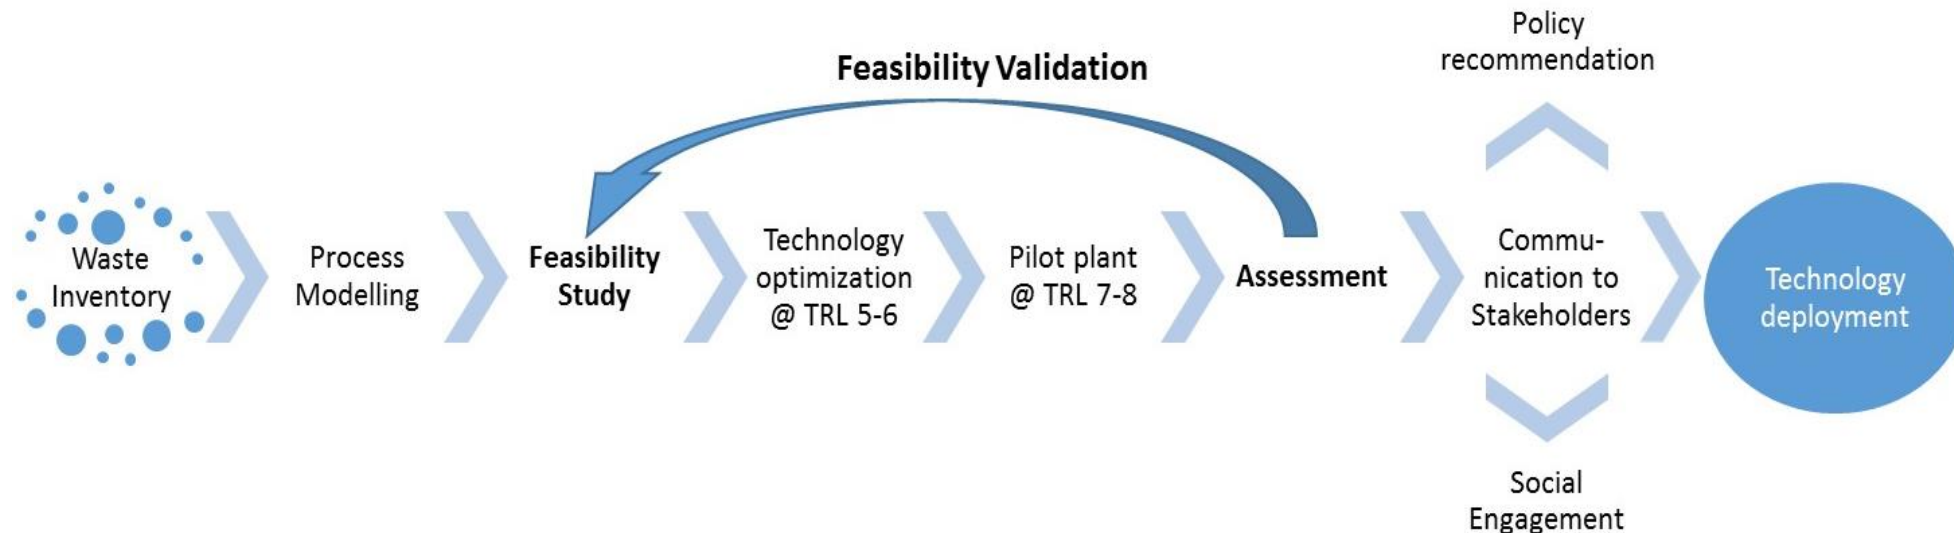 Policy
recommendation
Feasibility Validation
Waste
Inventory
Process
Modelling
Feasibility
Study
Technology
optimization
@ TRL 5-6
Pilot plant
@ TRL 7-8
Assessment
Commu-
nication to
Stakeholders
Technology
deployment
Social
Engagement